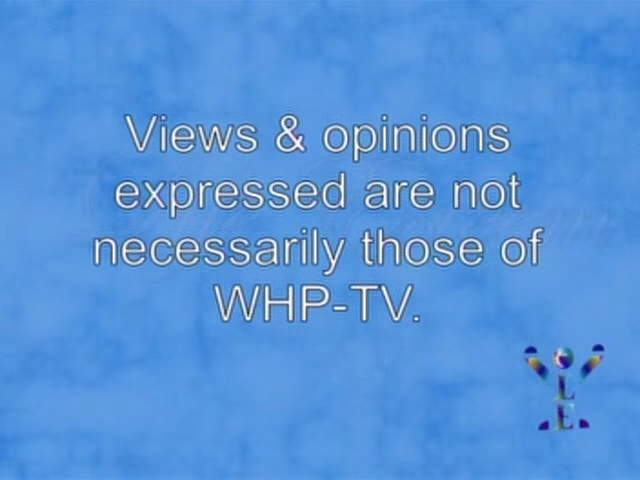 Views & opinions
expressed are not
necessarily those of
WHP-TV.
L
E